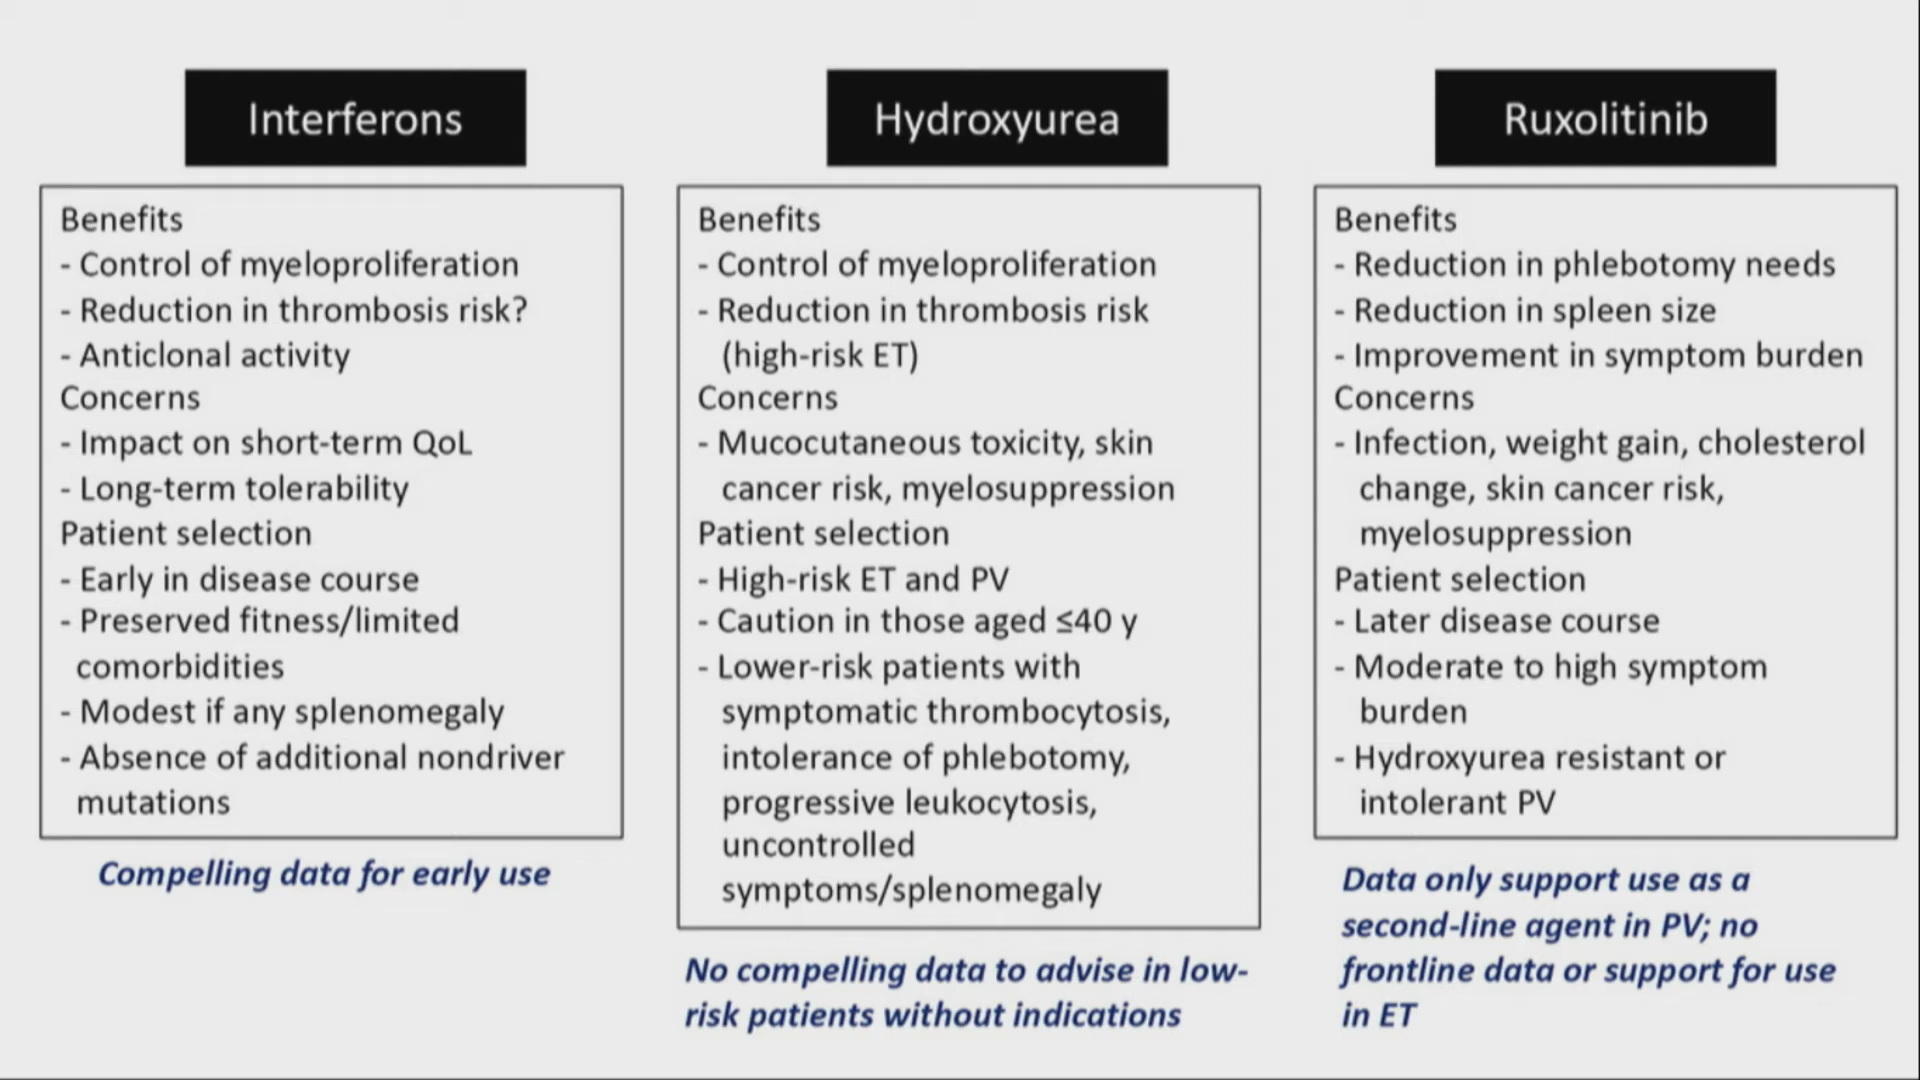 Interferons
Benefits
- Control of myeloproliferation
- Reduction in thrombosis risk?
- Anticlonal activity
Concerns
- Impact on short-term QoL
- Long-term tolerability
Patient selection
- Early in disease course
- Preserved fitness/limited
comorbidities
- Modest if any splenomegaly
- Absence of additional nondriver
mutations
Compelling data for early use
Hydroxyurea
Benefits
- Control of myeloproliferation
- Reduction in thrombosis risk
(high-risk ET)
Concerns
- Mucocutaneous toxicity, skin
cancer risk, myelosuppression
Patient selection
- High-risk ET and PV
- Caution in those aged ≤40 y
- Lower-risk patients with
symptomatic thrombocytosis,
intolerance of phlebotomy,
progressive leukocytosis,
uncontrolled
symptoms/splenomegaly
No compelling data to advise in low-
risk patients without indications
Ruxolitinib
Benefits
- Reduction in phlebotomy needs
- Reduction in spleen size
- Improvement in symptom burden
Concerns
- Infection, weight gain, cholesterol
change, skin cancer risk,
myelosuppression
Patient selection
- Later disease course
- Moderate to high symptom
burden
- Hydroxyurea resistant or
intolerant PV
Data only support use as a
second-line agent in PV; no
frontline data or support for use
in ET